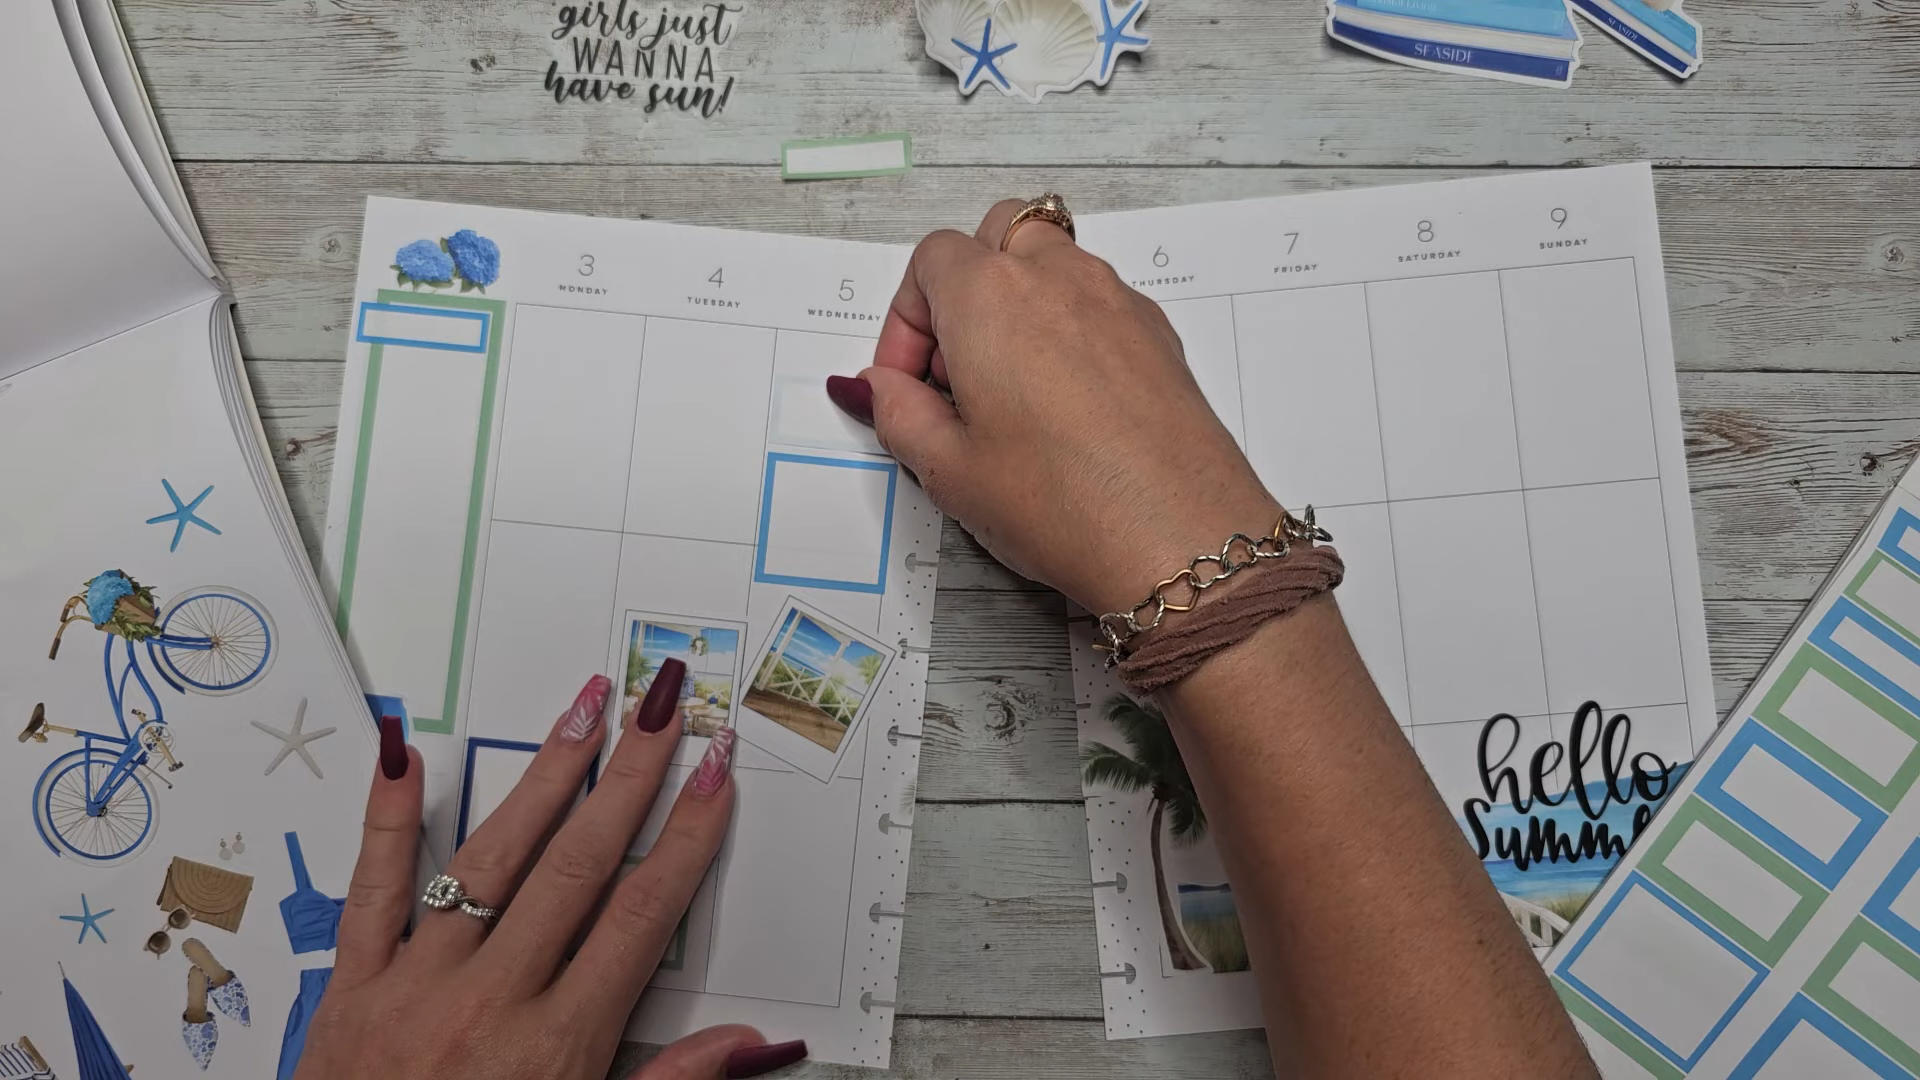 girls just
WANNA
have sun!
SEASIDE
3
MONDAY
4
TUESDAY
5
WEDNESDAY
6
THURSDAY
7
FRIDAY
8
SATURDAY
9
SUNDAY
hello